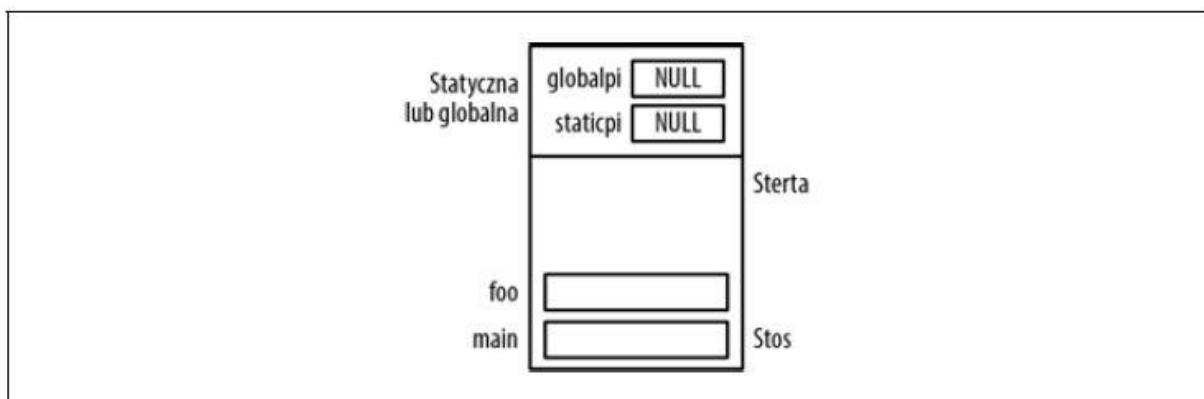 Statyczna
lub globalna
globalpi NULL
staticpi NULL
Sterta
foo
main
Stos